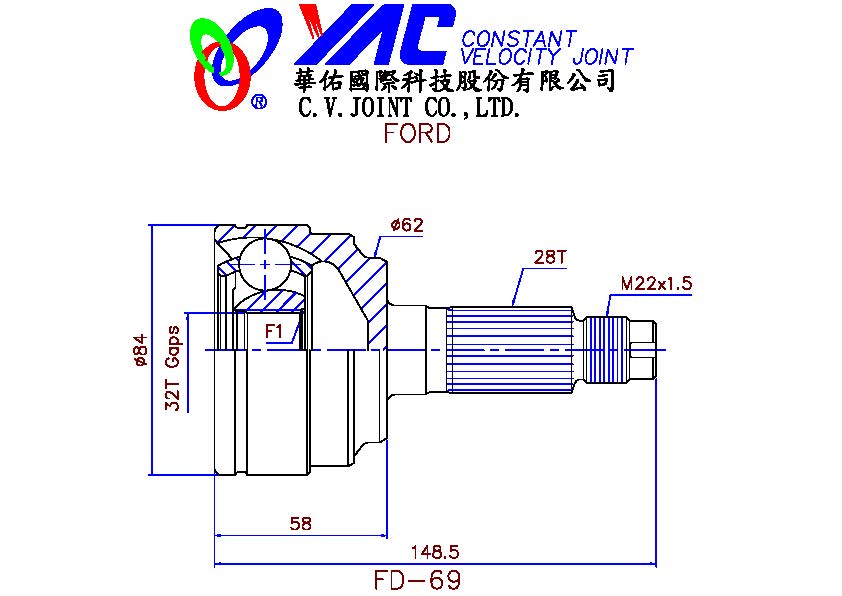 YAC CONSTANT
VELOCITY JOINT
華佑國際科技股份有限公司
®
C.V.JOINT CO.,LTD.
FORD
ø62
28T
M22x1.5
F1
ø84
32T Gaps
58
148.5
FD-69